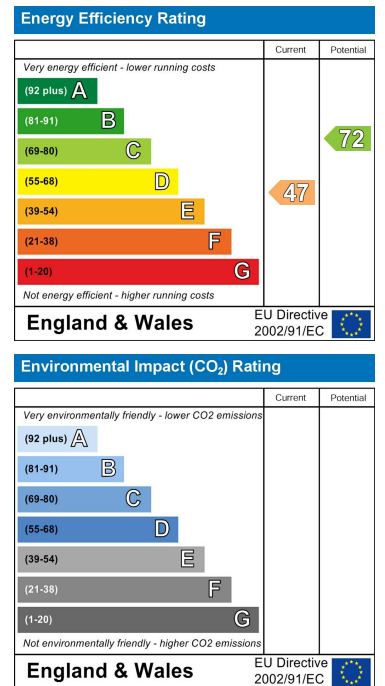 Energy Efficiency Rating
Current Potential
Very energy efficient - lower running costs
(92 plus) A
(81-91) B
(69-80) C
(55-68) D
(39-54) E
(21-38) F
(1-20) G
72
47
Not energy efficient - higher running costs
England & Wales
EU Directive
2002/91/EC
Environmental Impact (CO₂) Rating
Current Potential
Very environmentally friendly - lower CO2 emissions
(92 plus) A
(81-91) B
(69-80) C
(55-68) D
(39-54) E
(21-38) F
(1-20) G
Not environmentally friendly - higher CO2 emissions
England & Wales
EU Directive
2002/91/EC